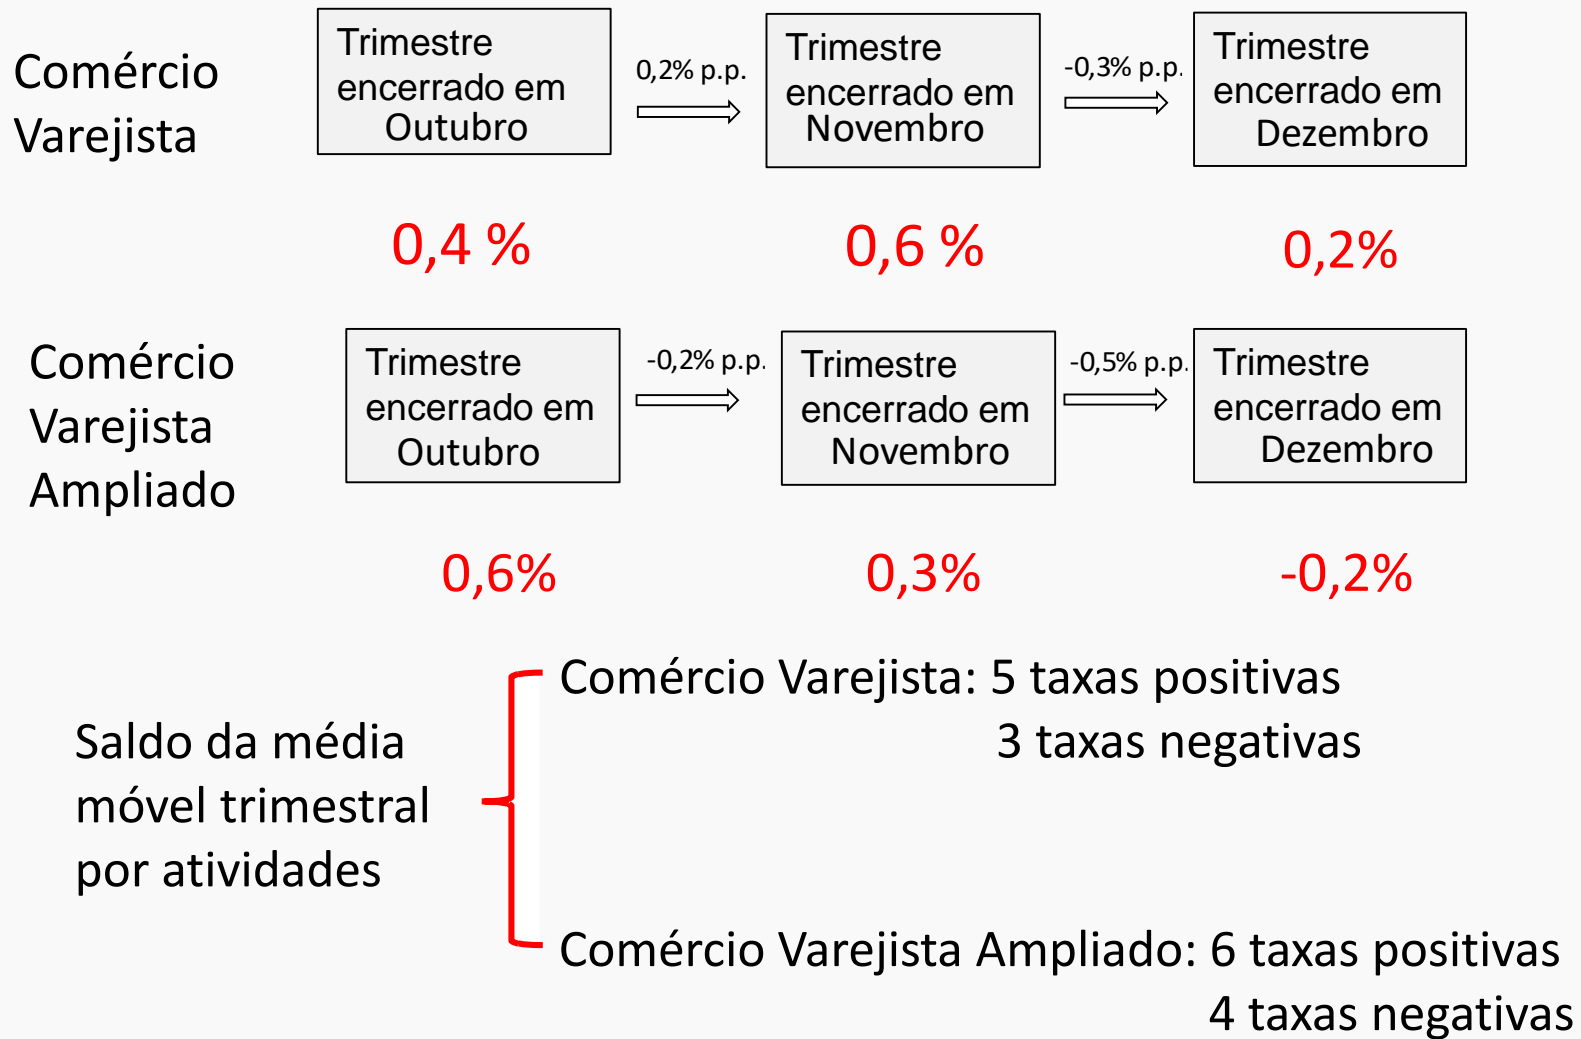 Comércio
Varejista
Trimestre
encerrado em
Outubro
0,2% p.p.
Trimestre
encerrado em
Novembro
-0,3% p.p.
Trimestre
encerrado em
Dezembro
0,4 %
0,6 %
0,2%
Comércio
Varejista
Ampliado
Trimestre
encerrado em
Outubro
-0,2% p.p.
Trimestre
encerrado em
Novembro
-0,5% p.p.
Trimestre
encerrado em
Dezembro
0,6%
0,3%
-0,2%
Saldo da média
móvel trimestral
por atividades
Comércio Varejista: 5 taxas positivas
3 taxas negativas
Comércio Varejista Ampliado: 6 taxas positivas
4 taxas negativas